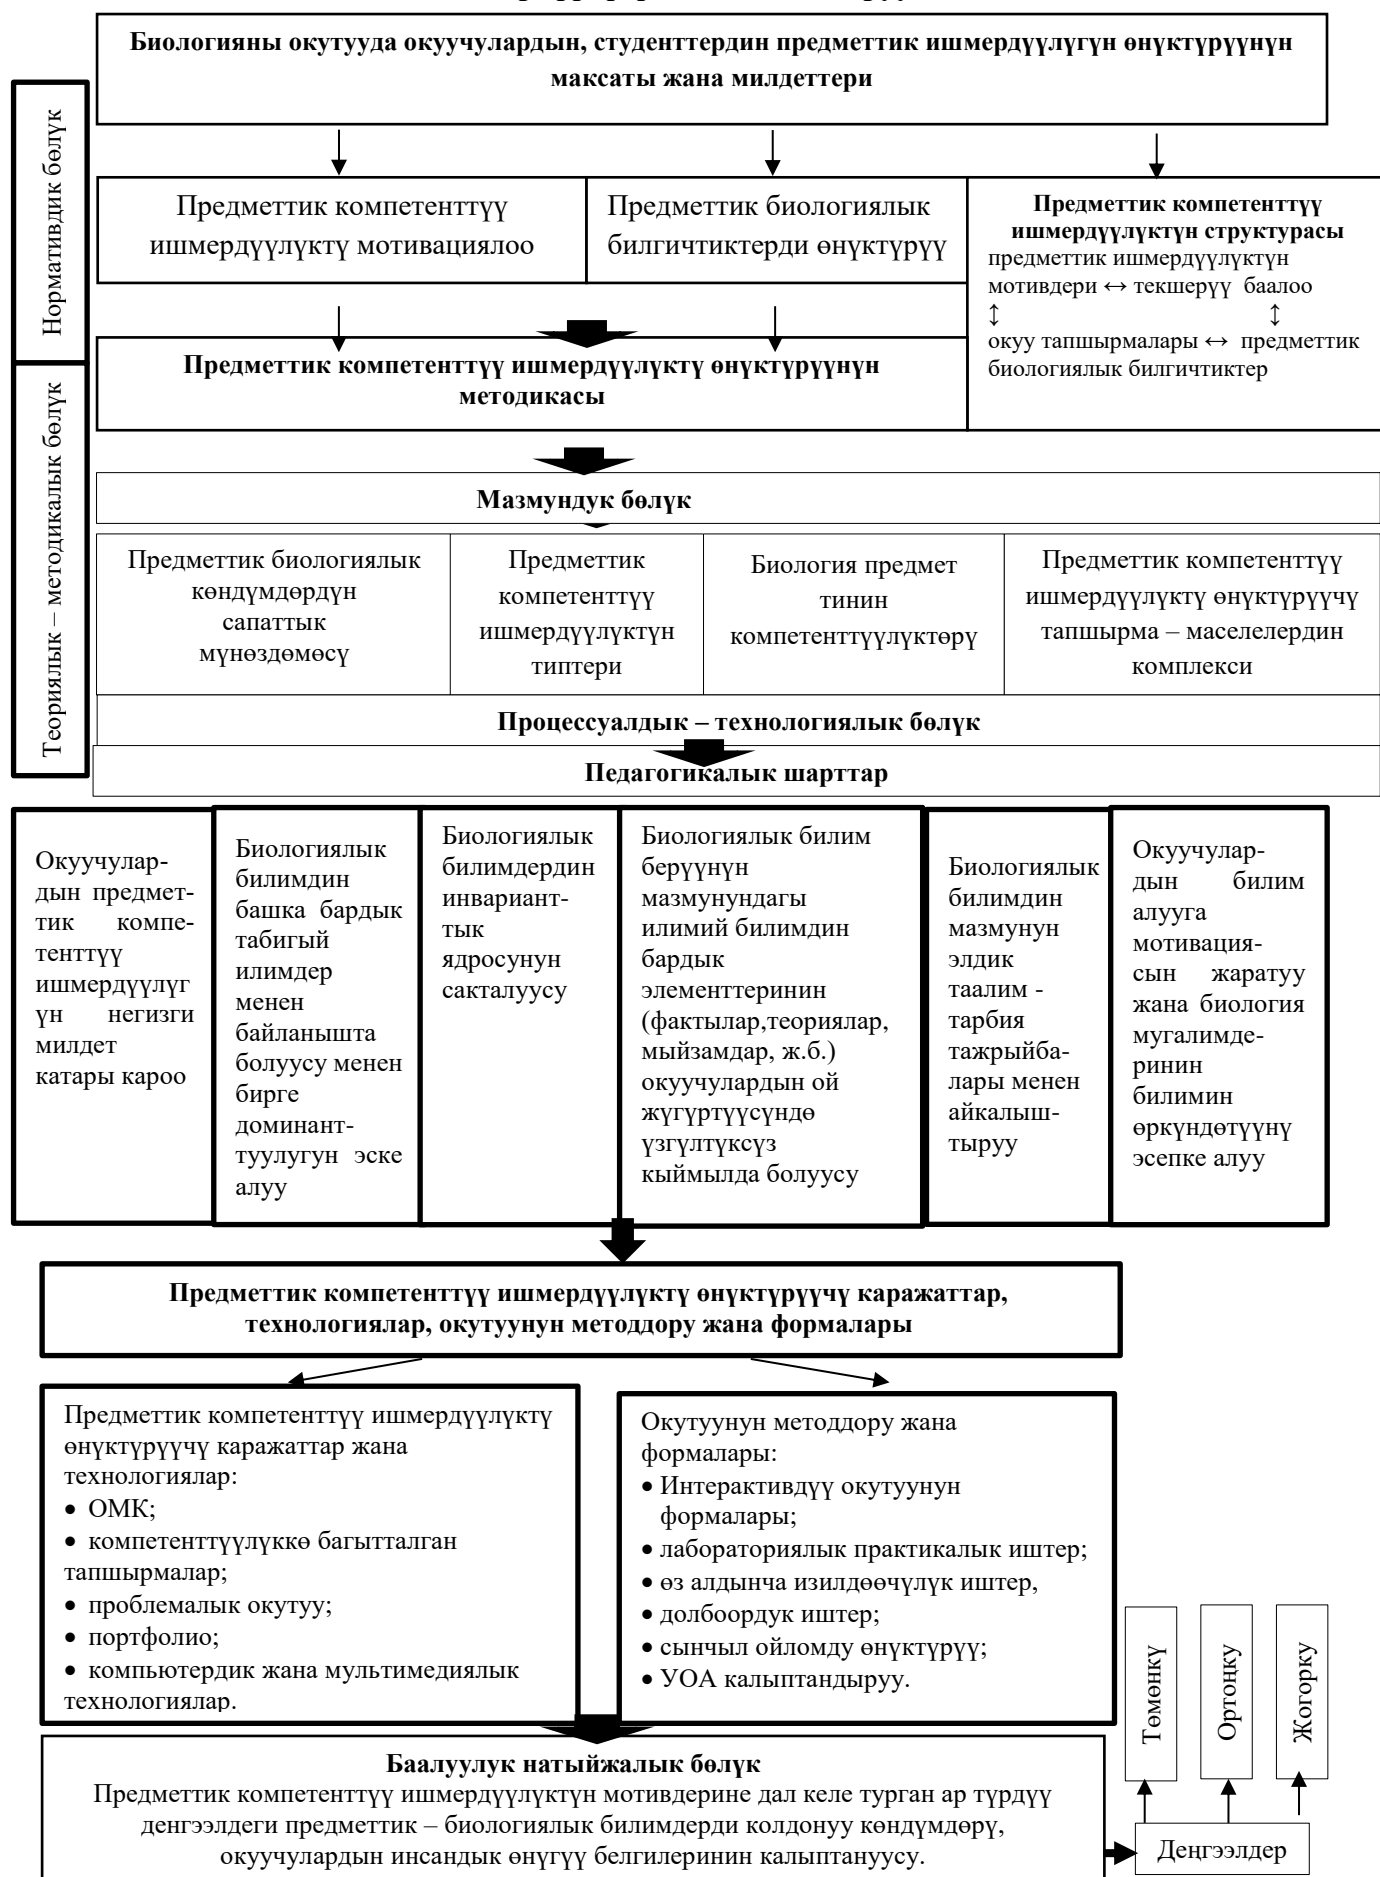 Биологияны окутууда окуучулардын, студенттердин предметтик ишмердүүлүгүн өнүктүрүүнүн
максаты жана милдеттери
Нормативдик бөлүк
Предметтик компетенттүү
ишмердүүлүктү мотивациялоо
Предметтик биологиялык
билгичтиктерди өнүктүрүү
Предметтик компетенттүү
ишмердүүлүктүн структурасы
предметтик ишмердүүлүктүн
мотивдери ↔ текшерүү баалоо
↕ ↕
окуу тапшырмалары ↔ предметтик
биологиялык билгичтиктер
Предметтик компетенттүү ишмердүүлүктү өнүктүрүүнүн
методикасы
Теориялык – методикалык бөлүк
Мазмундук бөлүк
Предметтик биологиялык
көндүмдөрдүн
сапаттык
мүнөздөмөсү
Предметтик
компетенттүү
ишмердүүлүктүн
типтери
Биология предмет
тинин
компетенттүүлүктөрү
Предметтик компетенттүү
ишмердүүлүктү өнүктүрүүчү
тапшырма – маселелердин
комплекси
Процессуалдык – технологиялык бөлүк
Педагогикалык шарттар
Окуучулар-
дын предмет-
тик компе-
тенттүү
ишмердүүлүг
үн негизги
милдет
катары кароо
Биологиялык
билимдин
башка бардык
табигый
илимдер
менен
байланышта
болуусу менен
бирге
доминант-
туулугун эске
алуу
Биологиялык
билимдердин
инвариант-
тык
ядросунун
сакталуусу
Биологиялык билим
берүүнүн
мазмунундагы
илимий билимдин
бардык
элементтеринин
(фактылар,теориялар,
мыйзамдар, ж.б.)
окуучулардын ой
жүгүртүүсүндө
үзгүлтүксүз
кыймылда болуусу
Биологиялык
билимдин
мазмунун
элдик
таалим -
тарбия
тажрыйба-
лары менен
айкалыш-
тыруу
Окуучулар-
дын билим
алууга
мотивация-
сын жаратуу
жана биология
мугалимде-
ринин
билимин
өркүндөтүүнү
эсепке алуу
Предметтик компетенттүү ишмердүүлүктү өнүктүрүүчү каражаттар,
технологиялар, окутуунун методдору жана формалары
Предметтик компетенттүү ишмердүүлүктү
өнүктүрүүчү каражаттар жана
технологиялар:
• ОМК;
• компетенттүүлүккө багытталган
тапшырмалар;
• проблемалык окутуу;
• портфолио;
• компьютердик жана мультимедиялык
технологиялар.
Окутуунун методдору жана
формалары:
• Интерактивдүү окутуунун
формалары;
• лабораториялык практикалык иштер;
• өз алдынча изилдөөчүлүк иштер,
• долбоордук иштер;
• сынчыл ойломду өнүктүрүү;
• УОА калыптандыруу.
Төмөнкү
Ортоңку
Жогорку
Баалуулук натыйжалык бөлүк
Предметтик компетенттүү ишмердүүлүктүн мотивдерине дал келе турган ар түрдүү
денгээлдеги предметтик – биологиялык билимдерди колдонуу көндүмдөрү,
окуучулардын инсандык өнүгүү белгилеринин калыптануусу.
Деңгээлдер